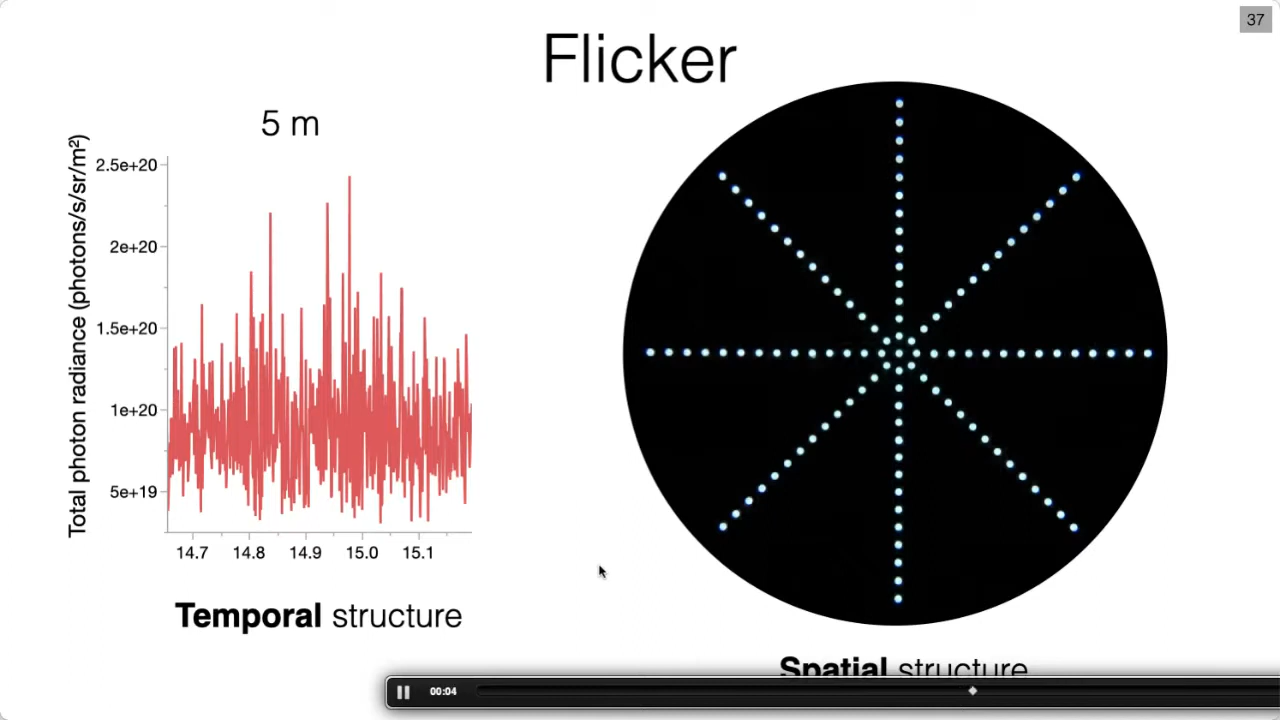 37
Flicker
5 m
Total photon radiance (photons/s/sr/m²)
2.5e+20
2e+20
1.5e+20
1e+20
5e+19
14.7 14.8 14.9 15.0 15.1
Temporal structure
Spatial structure
00:04